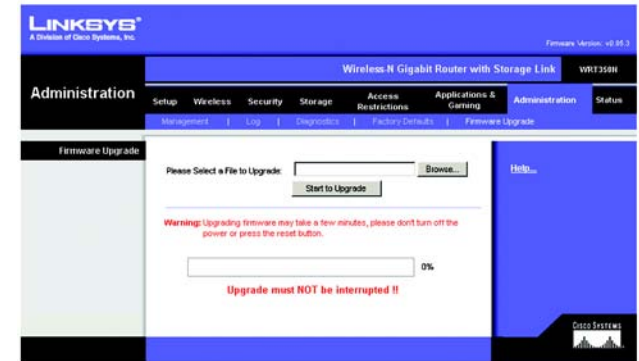 LINKSYS®
A Division of Cisco Systems, Inc.
Firmware Version: v0.95.3
Wireless-N Gigabit Router with Storage Link WRT350N
Administration
Setup Wireless Security Storage Access Restrictions Applications & Gaming Administration Status
Management | Log | Diagnostics | Factory Defaults | Firmware Upgrade
Firmware Upgrade
Please Select a File to Upgrade: Browse...
Start to Upgrade
Help...
Warning: Upgrading firmware may take a few minutes, please don't turn off the
power or press the reset button.
0%
Upgrade must NOT be interrupted !!
CISCO SYSTEMS